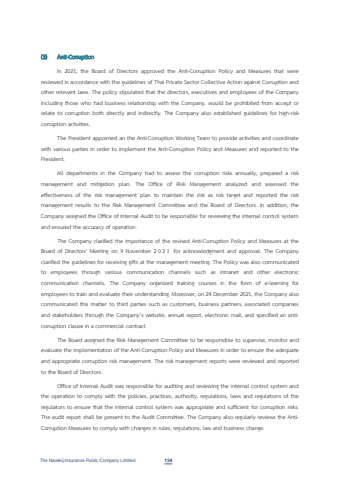 09 Anti-Corruption
In 2021, the Board of Directors approved the Anti-Corruption Policy and Measures that were
reviewed in accordance with the guidelines of Thai Private Sector Collective Action against Corruption and
other relevant laws. The policy stipulated that the directors, executives and employees of the Company
including those who had business relationship with the Company, would be prohibited from accept or
relate to corruption both directly and indirectly. The Company also established guidelines for high-risk
corruption activities.
The President appointed an the Anti-Corruption Working Team to provide activities and coordinate
with various parties in order to implement the Anti-Corruption Policy and Measures and reported to the
President.
All departments in the Company had to assess the corruption risks annually, prepared a risk
management and mitigation plan. The Office of Risk Management analyzed and assessed the
effectiveness of the risk management plan to maintain the risk as risk target and reported the risk
management results to the Risk Management Committee and the Board of Directors. In addition, the
Company assigned the Office of Internal Audit to be responsible for reviewing the internal control system
and ensured the accuracy of operation.
The Company clarified the importance of the revised Anti-Corruption Policy and Measures at the
Board of Directors' Meeting on 9 November 2021 for acknowledgment and approval. The Company
clarified the guidelines for receiving gifts at the management meeting. The Policy was also communicated
to employees through various communication channels such as intranet and other electronic
communication channels. The Company organized training courses in the form of e-learning for
employees to train and evaluate their understanding. Moreover, on 24 December 2021, the Company also
communicated this matter to third parties such as customers, business partners, associated companies
and stakeholders through the Company's website, annual report, electronic mail, and specified an anti-
corruption clause in a commercial contract.
The Board assigned the Risk Management Committee to be responsible to supervise, monitor and
evaluate the implementation of the Anti-Corruption Policy and Measures in order to ensure the adequate
and appropriate corruption risk management. The risk management reports were reviewed and reported
to the Board of Directors.
Office of Internal Audit was responsible for auditing and reviewing the internal control system and
the operation to comply with the policies, practices, authority, regulations, laws and regulations of the
regulators to ensure that the internal control system was appropriate and sufficient for corruption risks.
The audit report shall be present to the Audit Committee. The Company also regularly reviews the Anti-
Corruption Measures to comply with changes in rules, regulations, law and business change.
The Navakij Insurance Public Company Limited 134